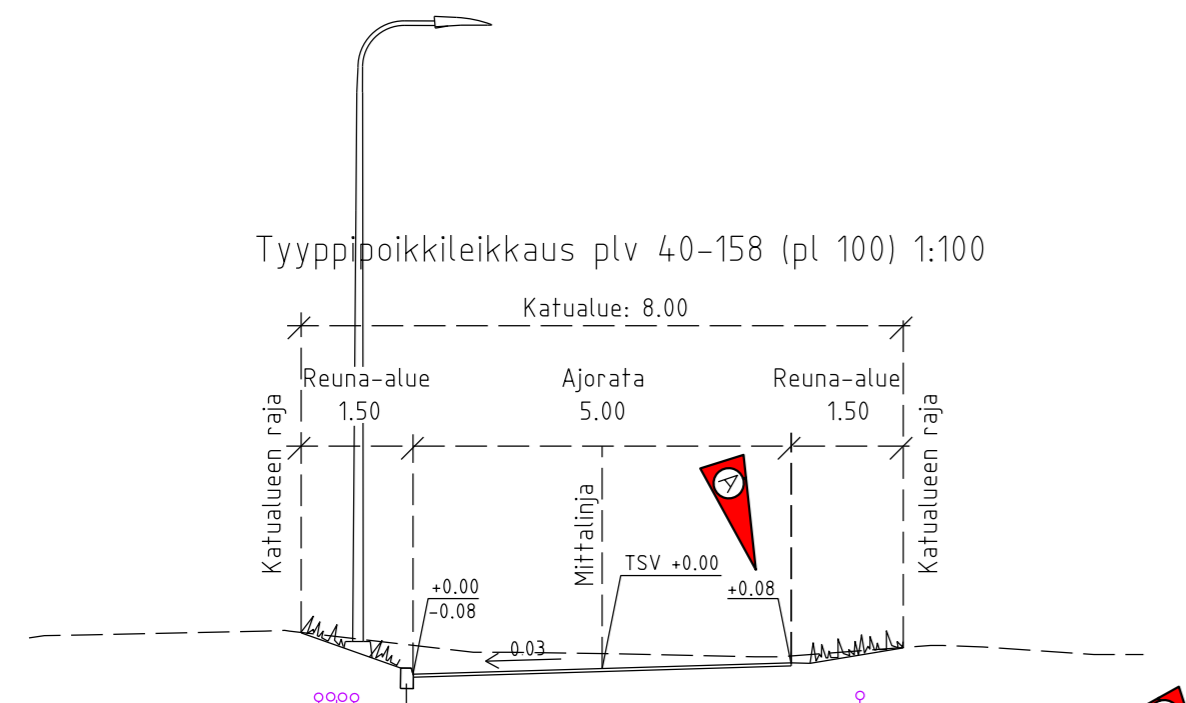 Tyyppipoikkileikkaus plv 40-158 (pl 100) 1:100
Katualue: 8.00
Reuna-alue
1.50
Ajorata
5.00
Reuna-alue
1.50
Katualueen raja
Mittalinja
Katualueen raja
A
TSV +0.00
+0.00
-0.08
+0.08
0.03